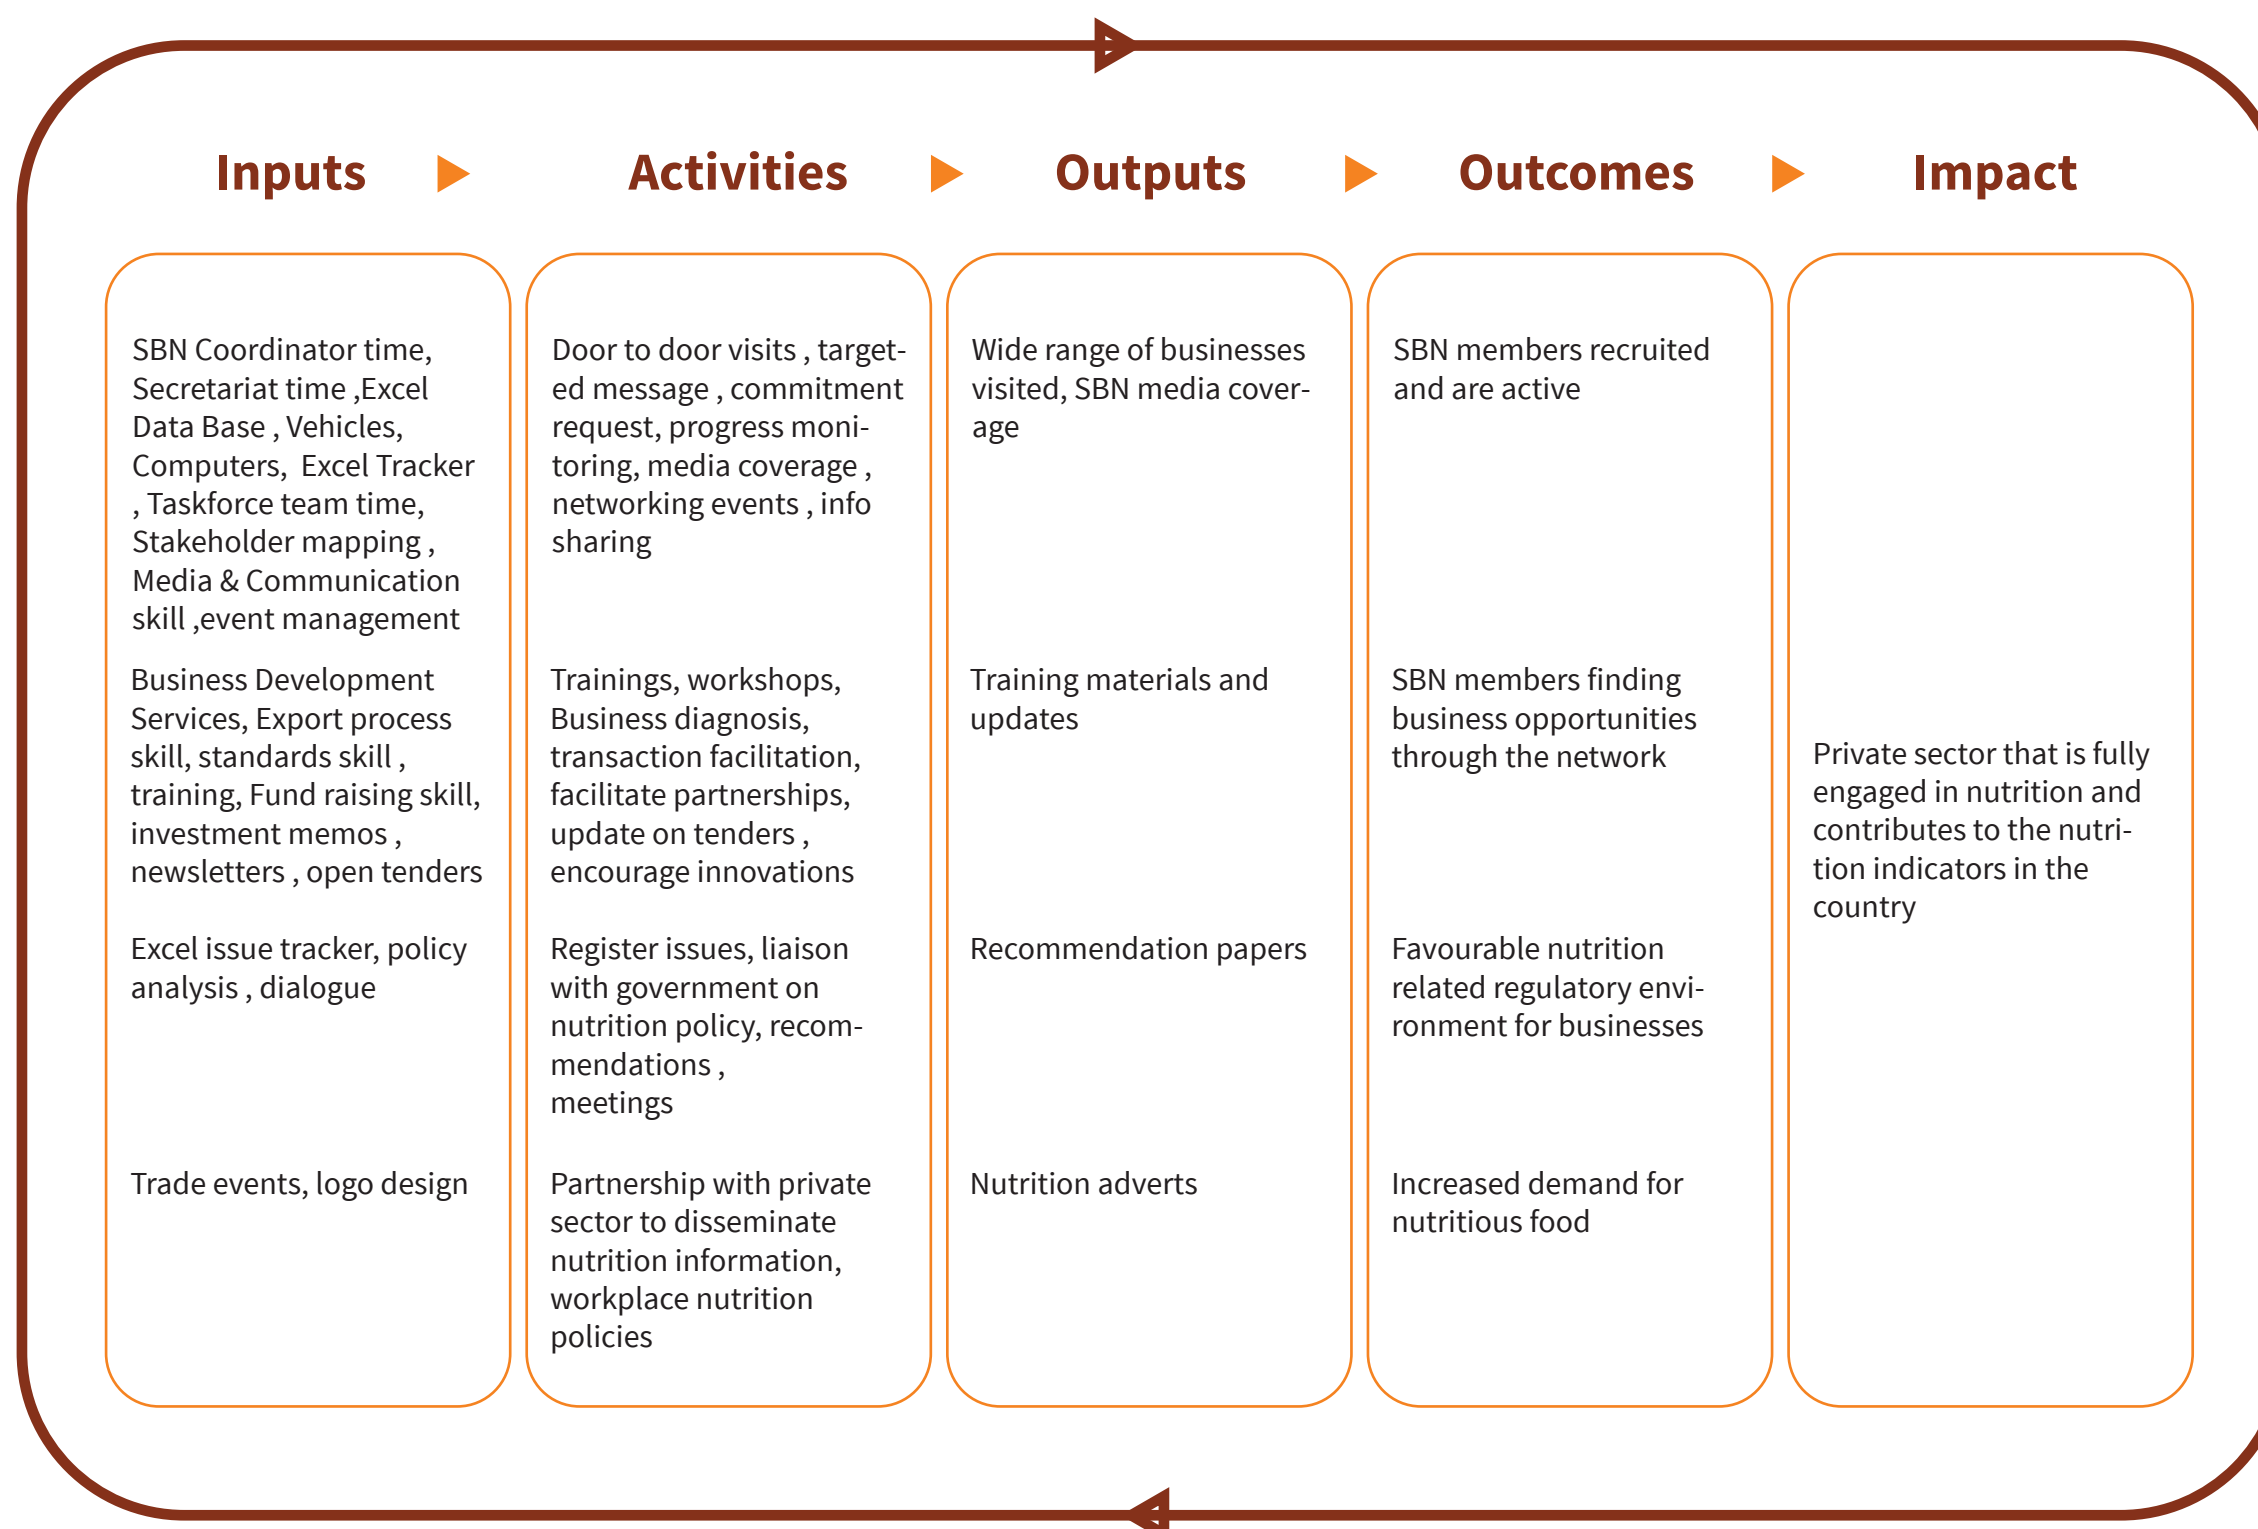 Inputs
Activities
Outputs
Outcomes
Impact
SBN Coordinator time,
Secretariat time ,Excel
Data Base , Vehicles,
Computers,  Excel Tracker
, Taskforce team time,
Stakeholder mapping ,
Media & Communication
skill ,event management
Business Development
Services, Export process
skill, standards skill ,
training, Fund raising skill,
investment memos ,
newsletters , open tenders
Excel issue tracker, policy
analysis , dialogue
Trade events, logo design
Door to door visits , target-
ed message , commitment
request, progress moni-
toring, media coverage ,
networking events , info
sharing
Trainings, workshops,
Business diagnosis,
transaction facilitation,
facilitate partnerships,
update on tenders ,
encourage innovations
Register issues, liaison
with government on
nutrition policy, recom-
mendations ,
meetings
Partnership with private
sector to disseminate
nutrition information,
workplace nutrition
policies
Wide range of businesses
visited, SBN media cover-
age
Training materials and
updates
Recommendation papers
Nutrition adverts
SBN members recruited
and are active
SBN members finding
business opportunities
through the network
Favourable nutrition
related regulatory envi-
ronment for businesses
Increased demand for
nutritious food
Private sector that is fully
engaged in nutrition and
contributes to the nutri-
tion indicators in the
country